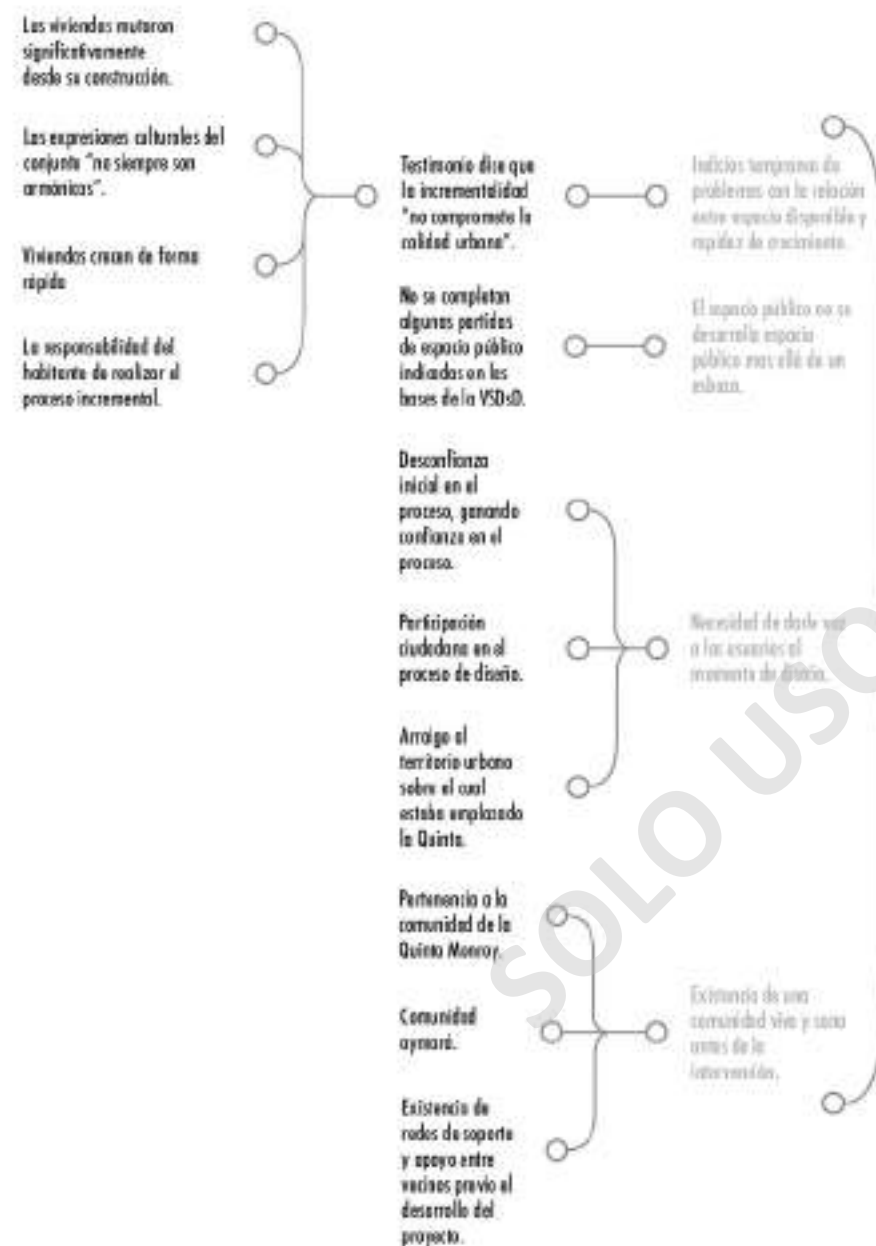 Las viviendas mutaron
significativamente
desde su construcción.
Las expresiones culturales del
conjunto "no siempre son
armónicas".
Viviendas crecen de forma
rápida
La responsabilidad del
habitante de realizar el
proceso incremental.
Testimonio dice que
la incrementalidad
"no compromete la
calidad urbana".
No se completan
algunas partidas
de espacio público
indicadas en las
bases de la VSDsD.
Desconfianza
inicial en el
proceso, ganando
confianza en el
proceso.
Participación
ciudadana en el
proceso de diseño.
Arraigo al
territorio urbano
sobre el cual
estaba emplazado
la Quinta.
Pertenencia a la
comunidad de la
Quinta Monroy.
Comunidad
aymará.
Existencia de
redes de soporte
y apoyo entre
vecinos previo al
desarrollo del
proyecto.
Indicios tempranos de
problemas con la relación
entre espacio disponible y
rapidez de crecimiento.
El espacio público no se
desarrolla espacio
público mas allá de un
esbozo.
Necesidad de darle voz
a los usuarios al
momento de
Existencia de una
comunidad viva y sana
antes de la
intervención.
SOLO USO